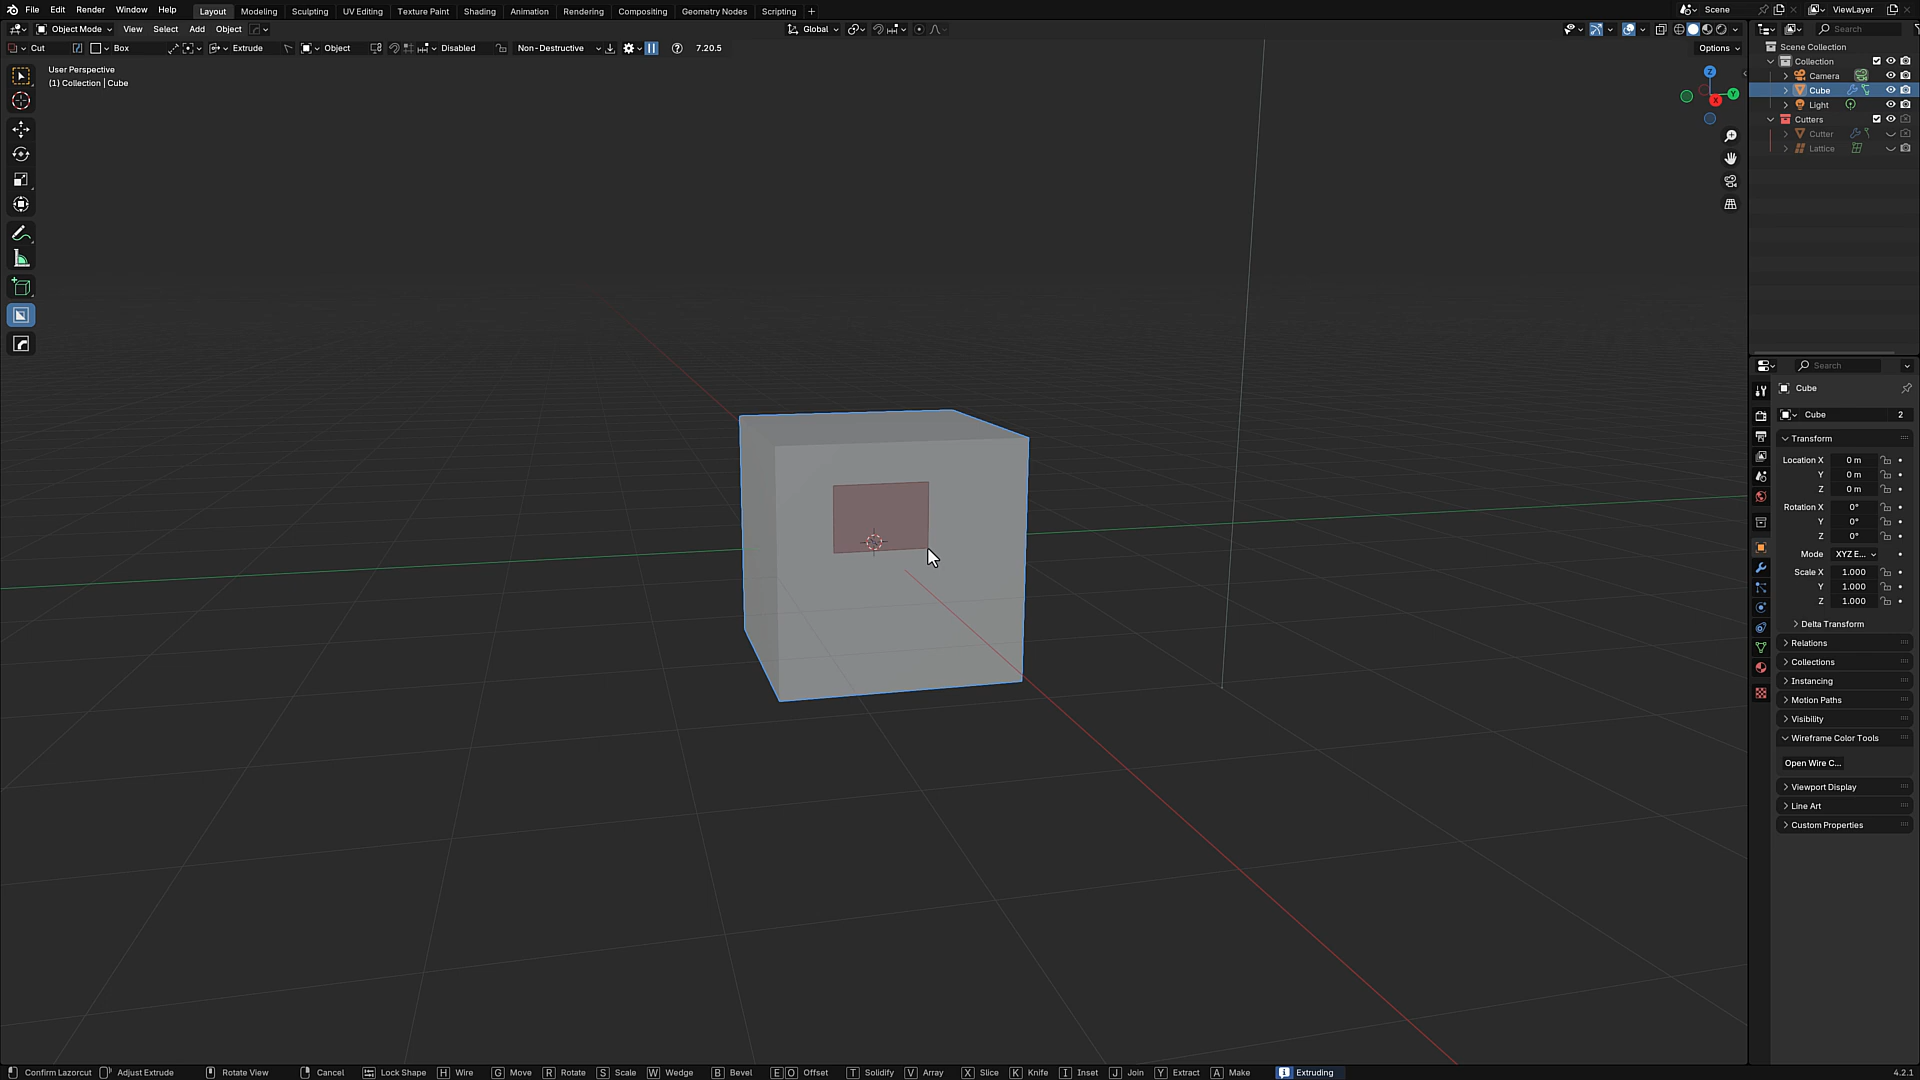 File Edit Render Window Help Layout Modeling Sculpting UV Editing Texture Paint Shading Animation Rendering Compositing Geometry Nodes Scripting + Scene ViewLayer
Object Mode View Select Add Object Global Search
Cut Box Extrude Object Disabled Non-Destructive 7.20.5 Options
User Perspective
(1) Collection | Cube
Z
Y
X
Scene Collection
Collection
Camera
Cube
Light
Cutters
Cutter
Lattice
Search
Cube
Cube 2
Transform
Location X 0 m
Y 0 m
Z 0 m
Rotation X 0°
Y 0°
Z 0°
Mode XYZ E...
Scale X 1.000
Y 1.000
Z 1.000
Delta Transform
Relations
Collections
Instancing
Motion Paths
Visibility
Wireframe Color Tools
Open Wire C...
Viewport Display
Line Art
Custom Properties
Confirm Lazorcut Adjust Extrude Rotate View Cancel Lock Shape H Wire G Move R Rotate S Scale W Wedge B Bevel E O Offset T Solidify V Array X Slice K Knife I Inset J Join Y Extract A Make Extruding 4.2.1